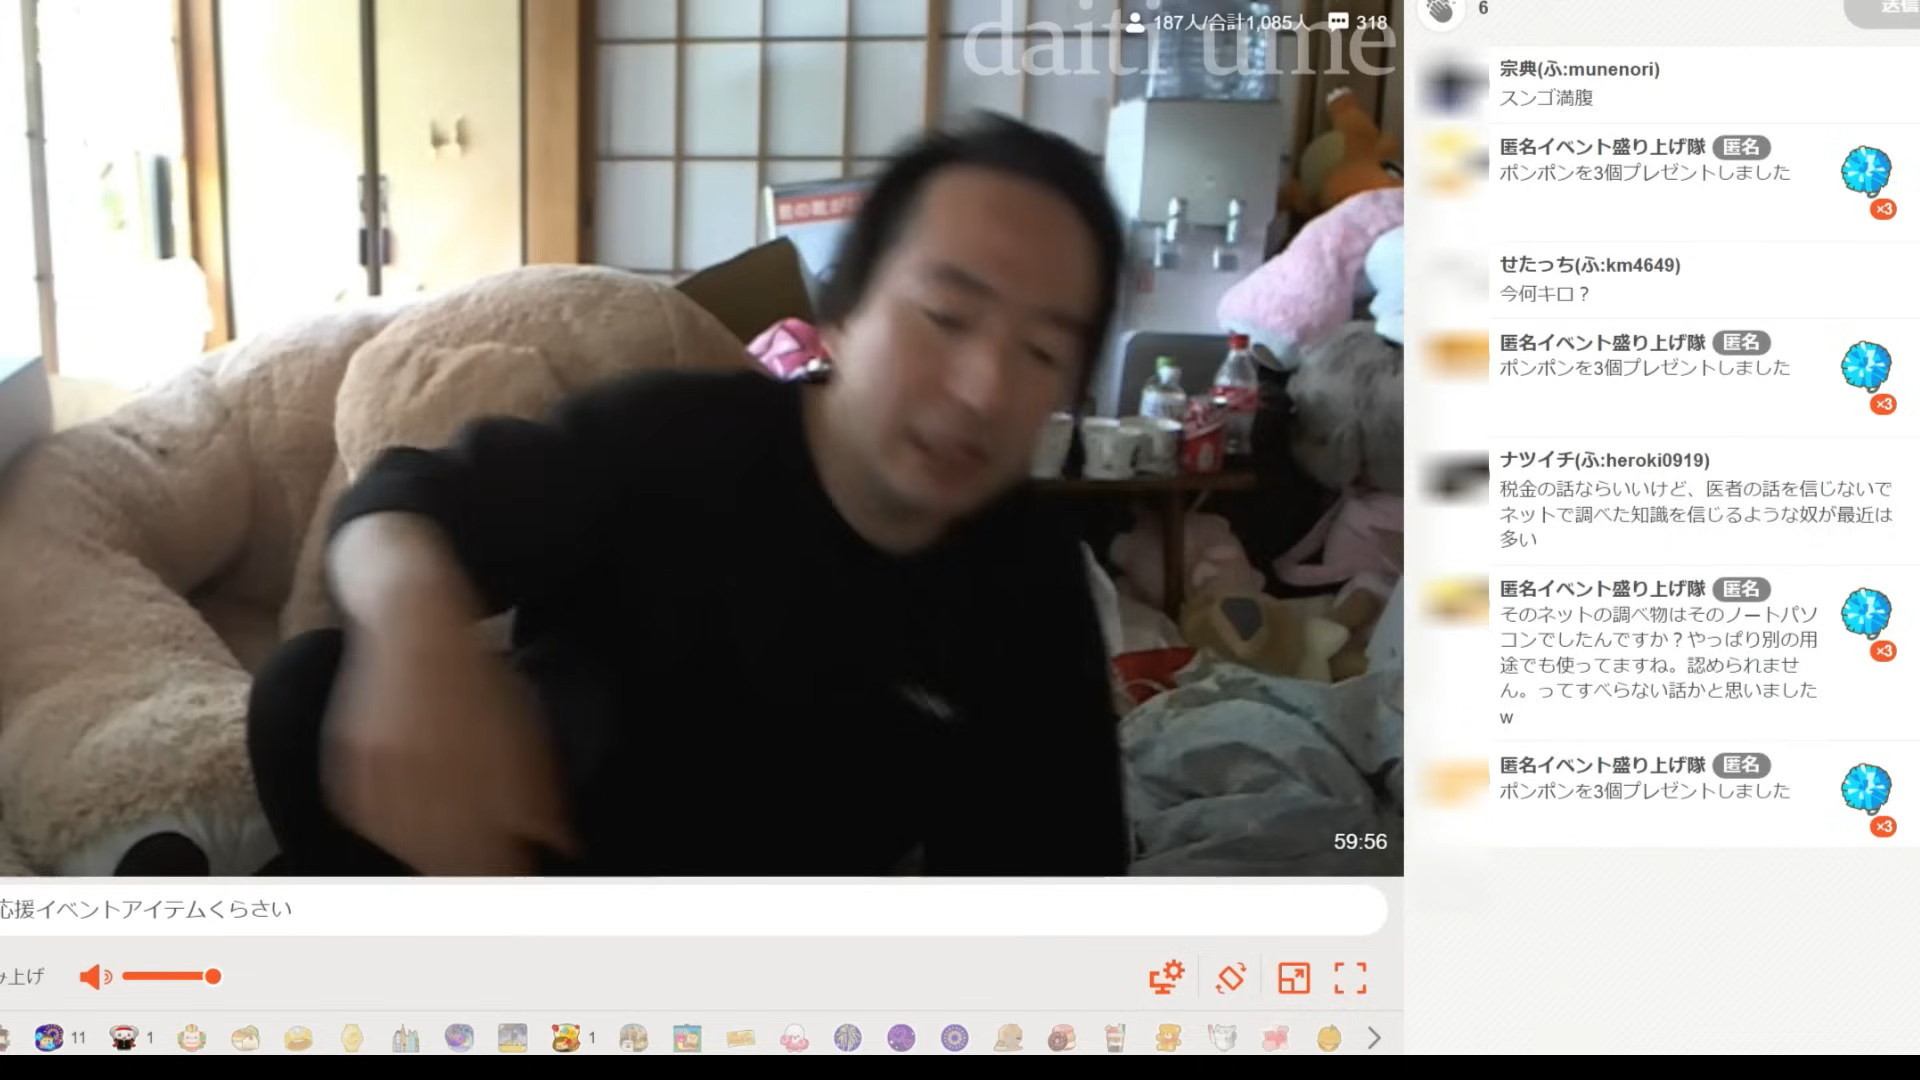 187人/合計1,085人 318
daiti ume
6
送信
宗典(ふ:munenori)
スンゴ満腹
匿名イベント盛り上げ隊 匿名
ポンポンを3個プレゼントしました
×3
せたっち(ふ:km4649)
今何キロ？
匿名イベント盛り上げ隊 匿名
ポンポンを3個プレゼントしました
×3
ナツイチ(ふ:heroki0919)
税金の話ならいいけど、医者の話を信じないで
ネットで調べた知識を信じるような奴が最近は
多い
匿名イベント盛り上げ隊 匿名
そのネットの調べ物はそのノートパソ
コンでしたんですか？やっぱり別の用
途でも使ってますね。認められませ
ん。ってすべらない話かと思いました
w
×3
匿名イベント盛り上げ隊 匿名
ポンポンを3個プレゼントしました
×3
59:56
応援イベントアイテムくらさい
み上げ
11 1 1